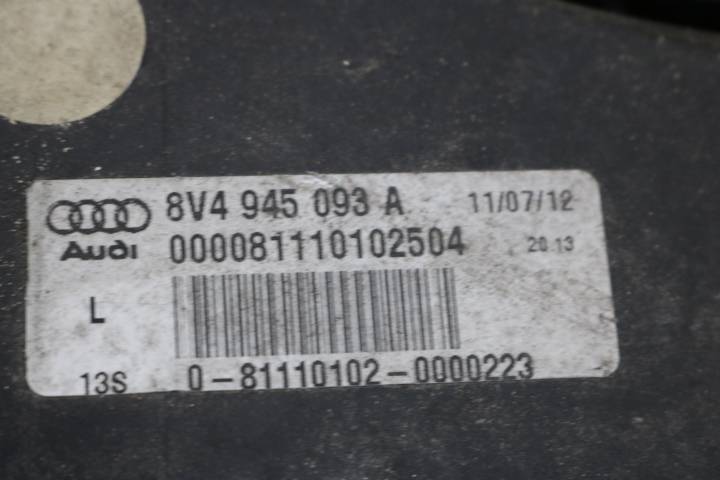 8V4 945 093 A 11/07/12
Audi 000081110102504 20.13
L
13S 0-81110102-0000223